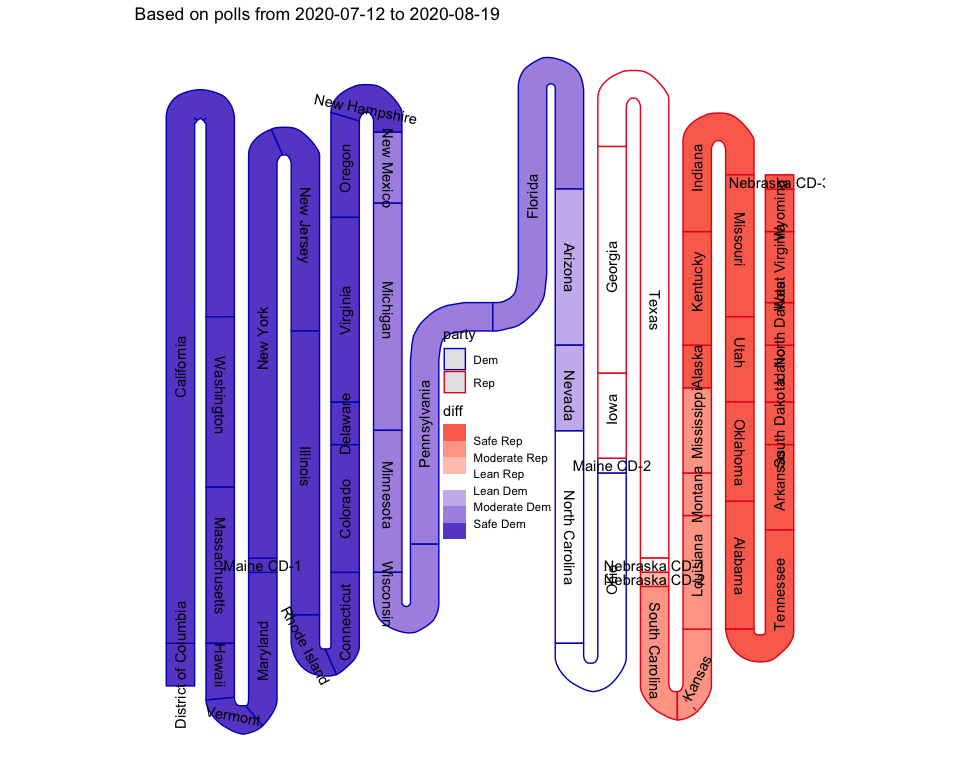 Based on polls from 2020-07-12 to 2020-08-19
District of Columbia
California
Washington
Massachusetts
Hawaii
Vermont
Maryland
Maine CD-1
New York
New Jersey
Illinois
Rhode Island
Connecticut
Colorado
Delaware
Virginia
Oregon
New Hampshire
New Mexico
Michigan
Minnesota
Wisconsin
Pennsylvania
Florida
Arizona
Nevada
North Carolina
Ohio
Maine CD-2
Iowa
Georgia
Texas
Nebraska CD-1
Nebraska CD-2
South Carolina
Kansas
Louisiana
Montana
Mississippi
Alaska
Kentucky
Indiana
Missouri
Utah
Oklahoma
Alabama
Tennessee
Arkansas
South Dakota
Idaho
North Dakota
West Virginia
Wyoming
Nebraska CD-3
party
Dem
Rep
diff
Safe Rep
Moderate Rep
Lean Rep
Lean Dem
Moderate Dem
Safe Dem